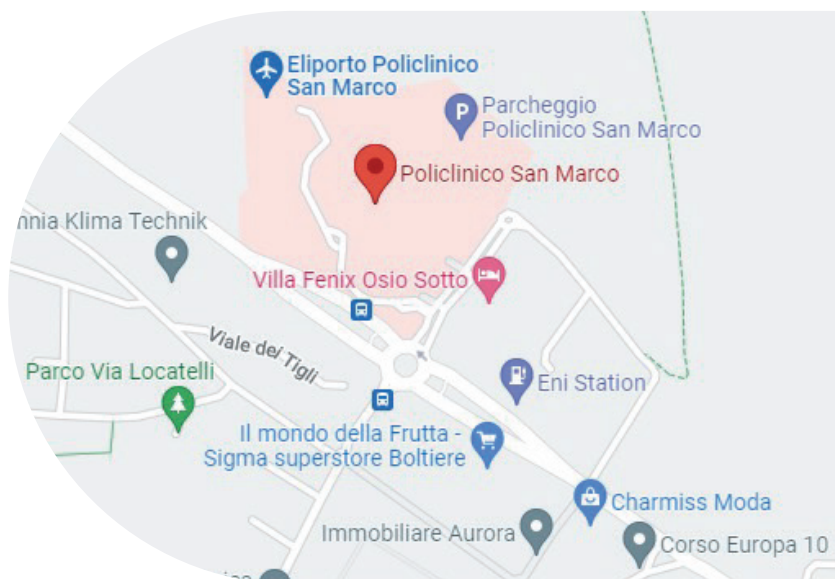 Eliporto Policlinico
San Marco
P
Parcheggio
Policlinico San Marco
Policlinico San Marco
Klima Technik
Villa Fenix Osio Sotto
Viale dei Tigli
Parco Via Locatelli
Eni Station
Il mondo della Frutta -
Sigma superstore Boltiere
Charmiss Moda
Immobiliare Aurora
Corso Europa 10